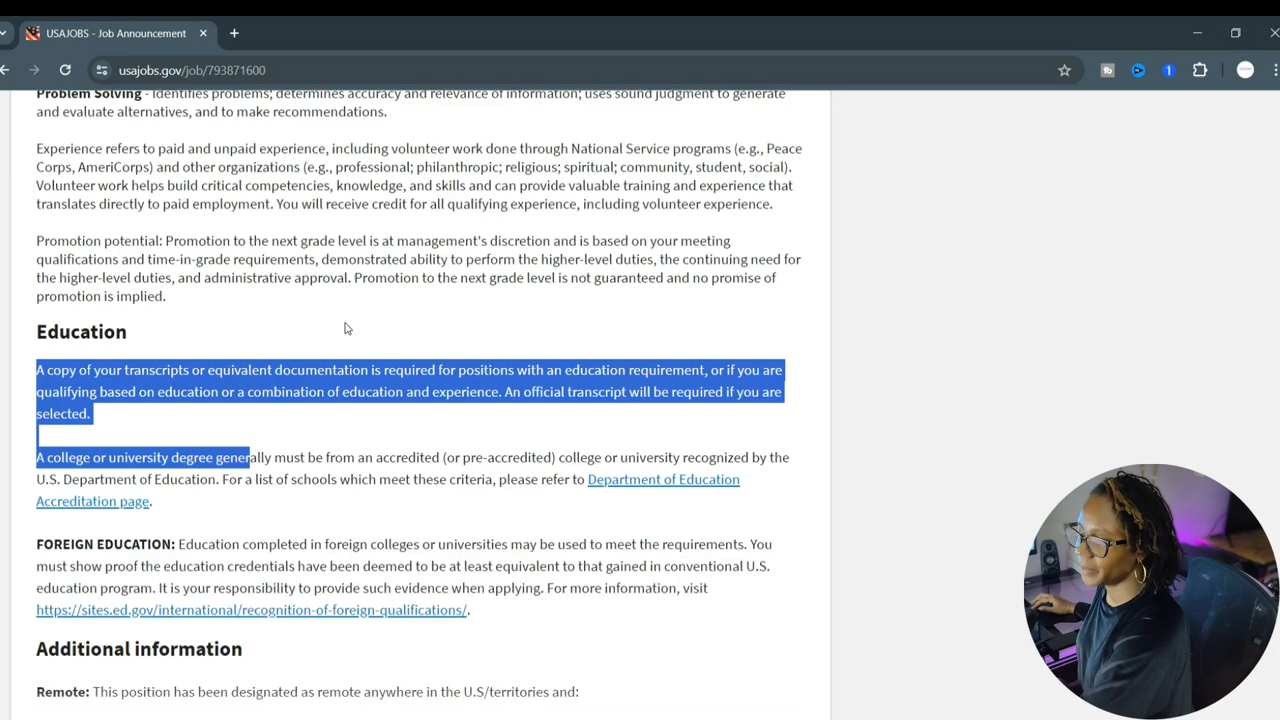 USAJOBS - Job Announcement
usajobs.gov/job/793871600
Problem Solving - Identifies problems; determines accuracy and relevance of information; uses sound judgment to generate
and evaluate alternatives, and to make recommendations.
Experience refers to paid and unpaid experience, including volunteer work done through National Service programs (e.g., Peace
Corps, AmeriCorps) and other organizations (e.g., professional; philanthropic; religious; spiritual; community, student, social).
Volunteer work helps build critical competencies, knowledge, and skills and can provide valuable training and experience that
translates directly to paid employment. You will receive credit for all qualifying experience, including volunteer experience.
Promotion potential: Promotion to the next grade level is at management's discretion and is based on your meeting
qualifications and time-in-grade requirements, demonstrated ability to perform the higher-level duties, the continuing need for
the higher-level duties, and administrative approval. Promotion to the next grade level is not guaranteed and no promise of
promotion is implied.
Education
A copy of your transcripts or equivalent documentation is required for positions with an education requirement, or if you are
qualifying based on education or a combination of education and experience. An official transcript will be required if you are
selected.
A college or university degree generally must be from an accredited (or pre-accredited) college or university recognized by the
U.S. Department of Education. For a list of schools which meet these criteria, please refer to Department of Education
Accreditation page.
FOREIGN EDUCATION: Education completed in foreign colleges or universities may be used to meet the requirements. You
must show proof the education credentials have been deemed to be at least equivalent to that gained in conventional U.S.
education program. It is your responsibility to provide such evidence when applying. For more information, visit
https://sites.ed.gov/international/recognition-of-foreign-qualifications/.
Additional information
Remote: This position has been designated as remote anywhere in the U.S/territories and: